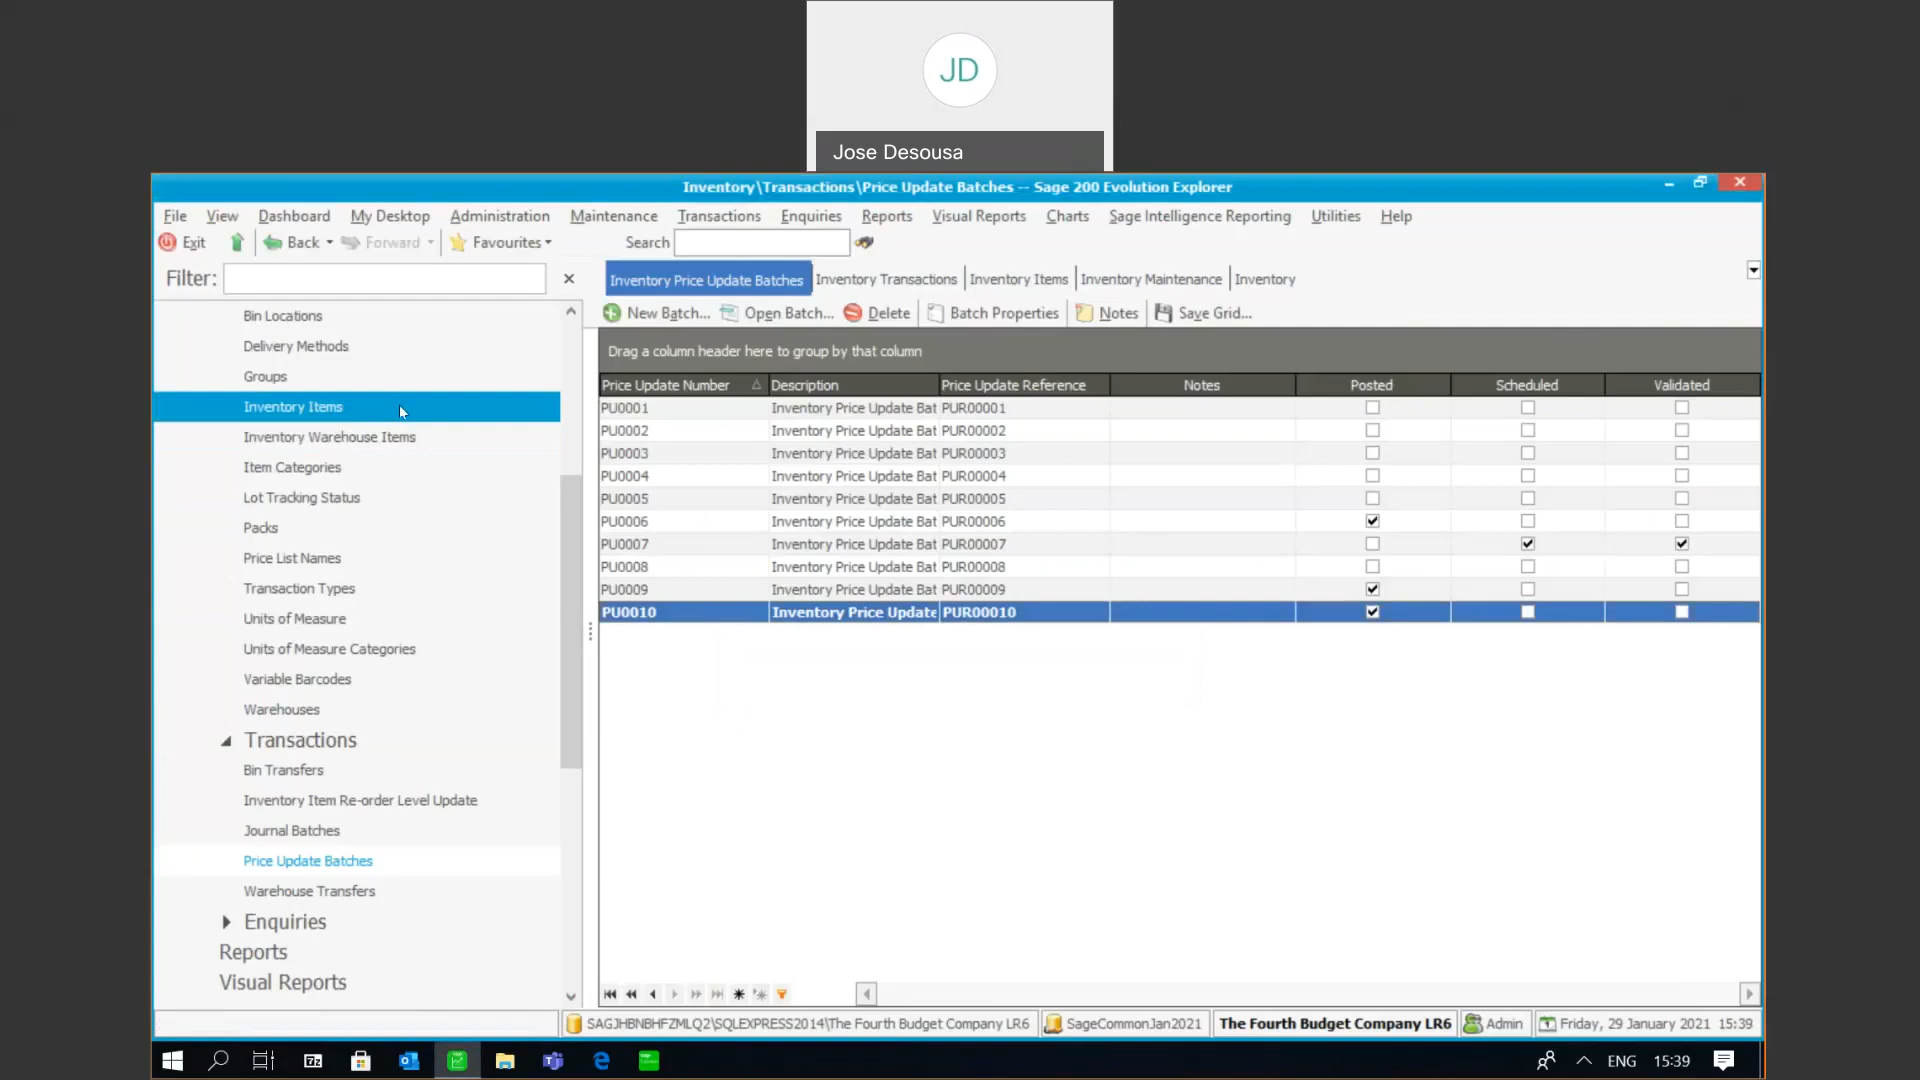 JD
Jose Desousa
Inventory\Transactions\Price Update Batches -- Sage 200 Evolution Explorer
File View Dashboard My Desktop Administration Maintenance Transactions Enquiries Reports Visual Reports Charts Sage Intelligence Reporting Utilities Help
Exit Back Forward Favourites Search
Filter:
Inventory Price Update Batches Inventory Transactions Inventory Items Inventory Maintenance Inventory
New Batch... Open Batch... Delete Batch Properties Notes Save Grid...
Drag a column header here to group by that column
Price Update Number Description Price Update Reference Notes Posted Scheduled Validated
PU0001 Inventory Price Update Bat PUR00001
PU0002 Inventory Price Update Bat PUR00002
PU0003 Inventory Price Update Bat PUR00003
PU0004 Inventory Price Update Bat PUR00004
PU0005 Inventory Price Update Bat PUR00005
PU0006 Inventory Price Update Bat PUR00006
PU0007 Inventory Price Update Bat PUR00007
PU0008 Inventory Price Update Bat PUR00008
PU0009 Inventory Price Update Bat PUR00009
PU0010 Inventory Price Update PUR00010
Bin Locations
Delivery Methods
Groups
Inventory Items
Inventory Warehouse Items
Item Categories
Lot Tracking Status
Packs
Price List Names
Transaction Types
Units of Measure
Units of Measure Categories
Variable Barcodes
Warehouses
Transactions
Bin Transfers
Inventory Item Re-order Level Update
Journal Batches
Price Update Batches
Warehouse Transfers
Enquiries
Reports
Visual Reports
SAGJHBNBHFZMLQ2\SQLEXPRESS2014\The Fourth Budget Company LR6 SageCommonJan2021 The Fourth Budget Company LR6 Admin Friday, 29 January 2021 15:39
ENG 15:39